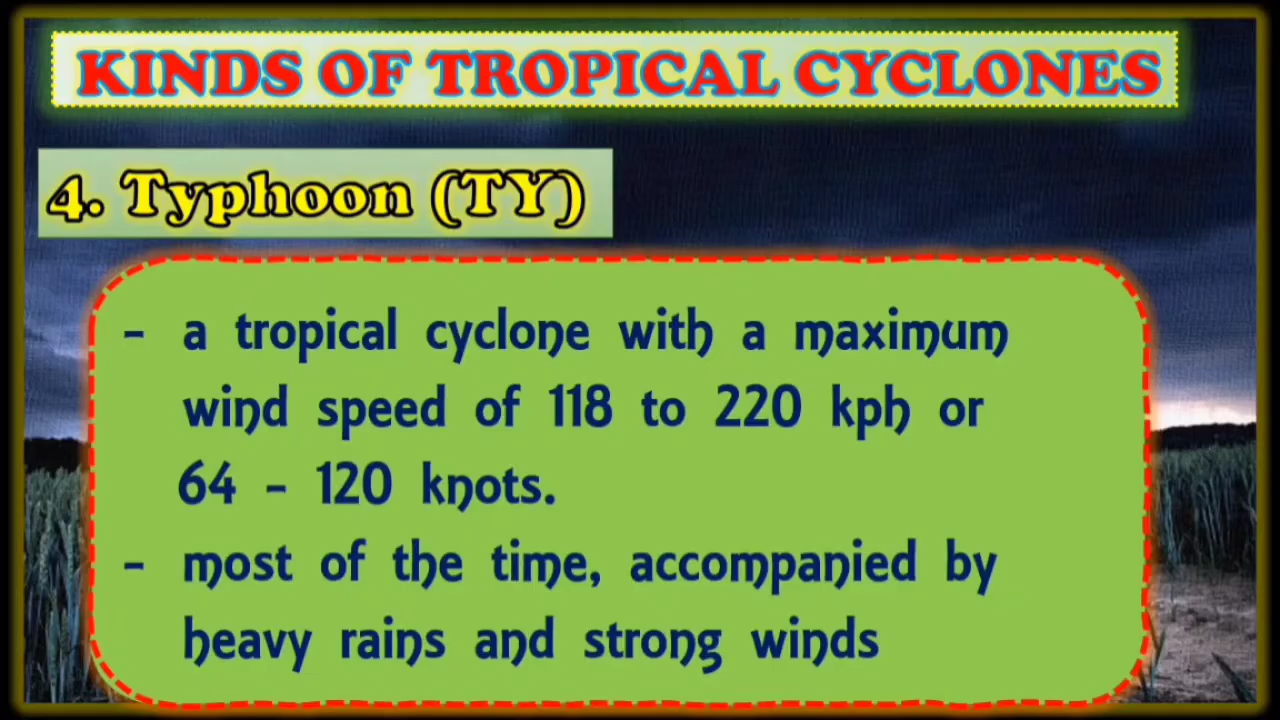 KINDS OF TROPICAL CYCLONES
4. Typhoon (TY)
- a tropical cyclone with a maximum
wind speed of 118 to 220 kph or
64 - 120 knots.
- most of the time, accompanied by
heavy rains and strong winds